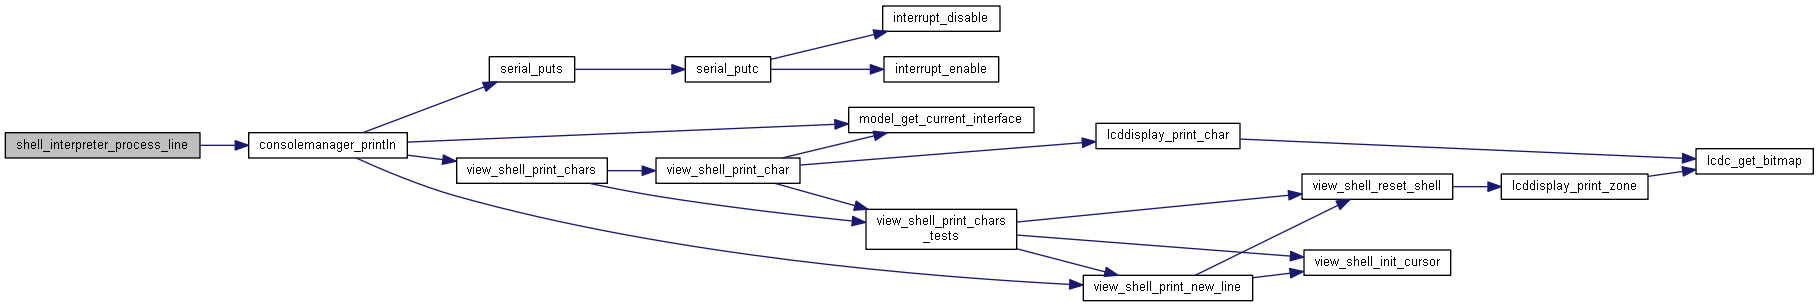 interrupt_disable
serial_puts
serial_putc
interrupt_enable
model_get_current_interface
lcddisplay_print_char
shell_interpreter_process_line
consolemanager_println
lcdc_get_bitmap
view_shell_print_chars
view_shell_print_char
view_shell_reset_shell
lcddisplay_print_zone
view_shell_print_chars
_tests
view_shell_init_cursor
view_shell_print_new_line